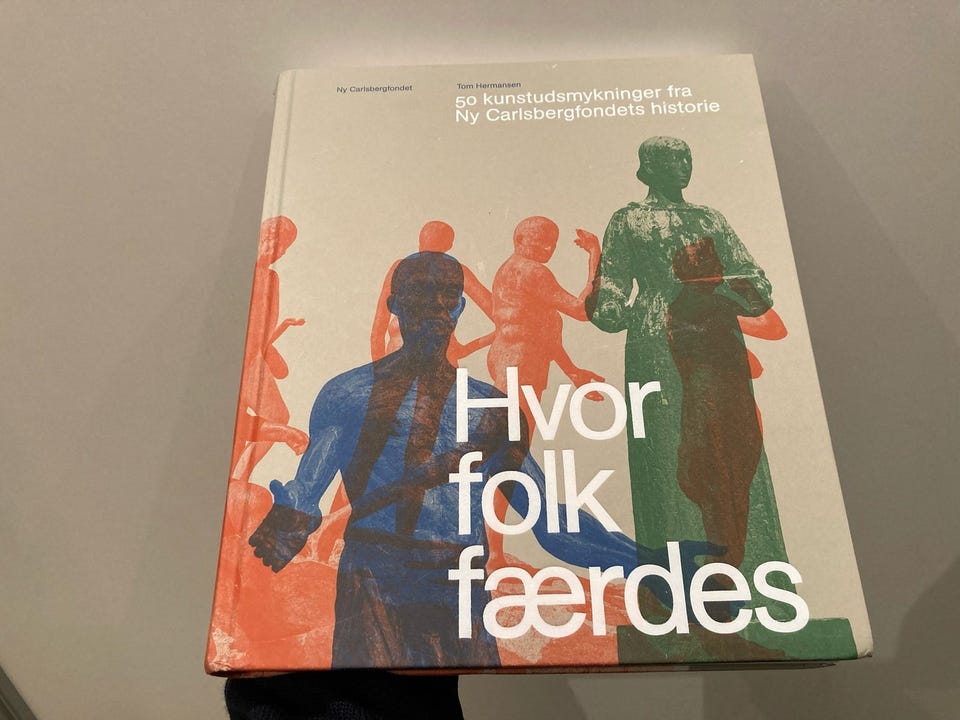 Ny Carlsbergfondet
Tom Hermansen
50 kunstudsmykninger fra
Ny Carlsbergfondets historie
Hvor
folk
færdes